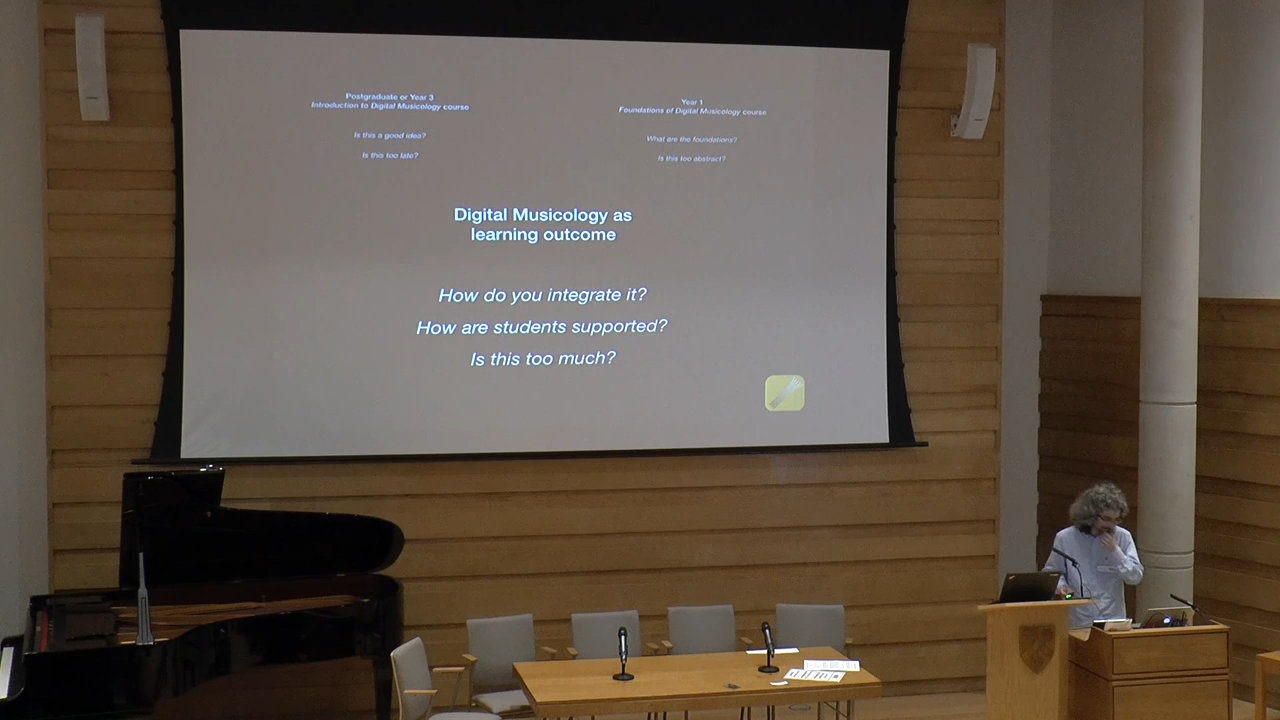 Postgraduate or Year 3
Introduction to Digital Musicology course
Is this a good idea?
Is this too late?
Year 1
Foundations of Digital Musicology course
What are the foundations?
Is this too abstract?
Digital Musicology as
learning outcome
How do you integrate it?
How are students supported?
Is this too much?